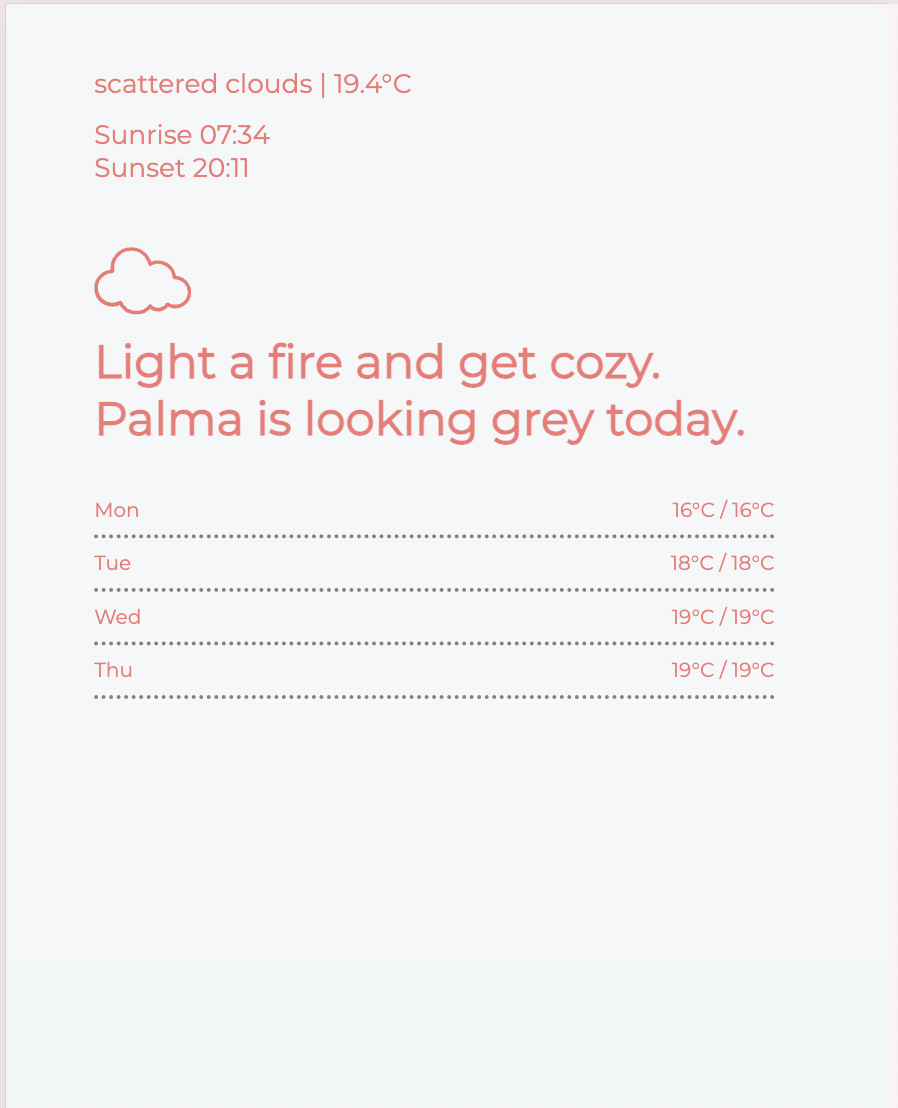 scattered clouds | 19.4°C
Sunrise 07:34
Sunset 20:11
Light a fire and get cozy.
Palma is looking grey today.
Mon 16°C / 16°C
Tue 18°C / 18°C
Wed 19°C / 19°C
Thu 19°C / 19°C